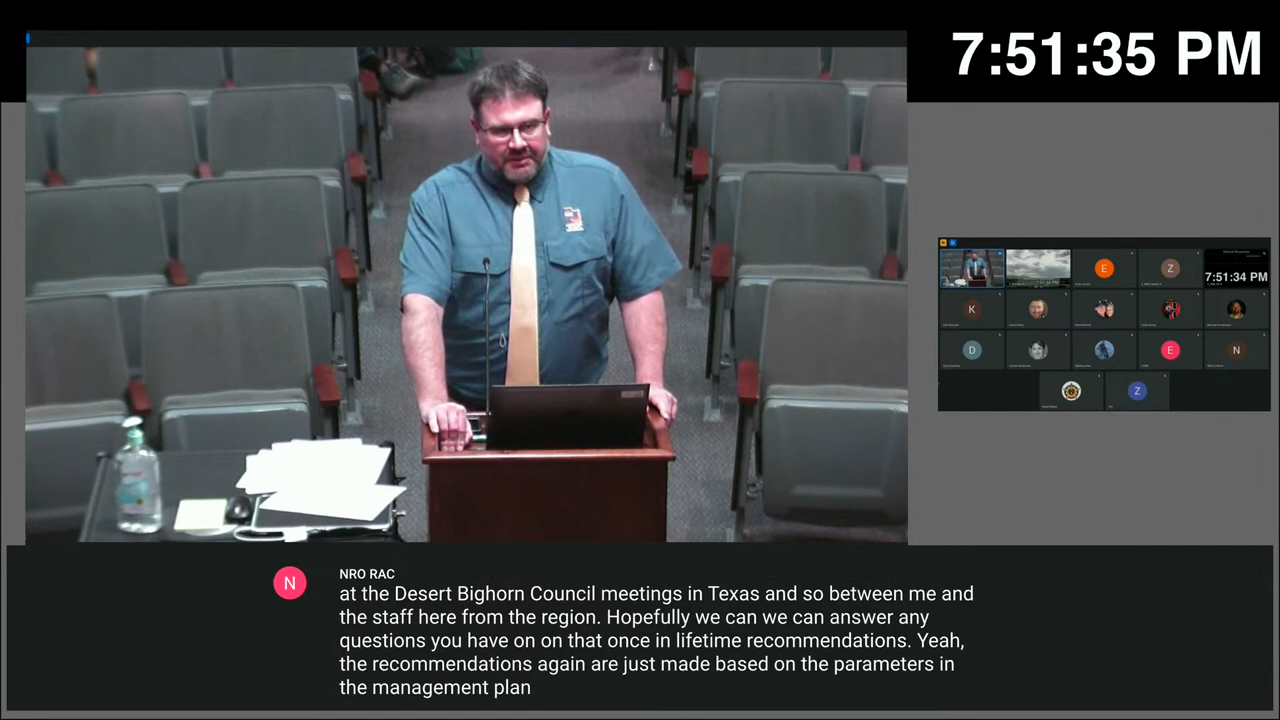 7:51:35 PM
7:51:34 PM
E
Z
K
D
E
N
Z
N
NRO RAC
at the Desert Bighorn Council meetings in Texas and so between me and
the staff here from the region. Hopefully we can we can answer any
questions you have on on that once in lifetime recommendations. Yeah,
the recommendations again are just made based on the parameters in
the management plan